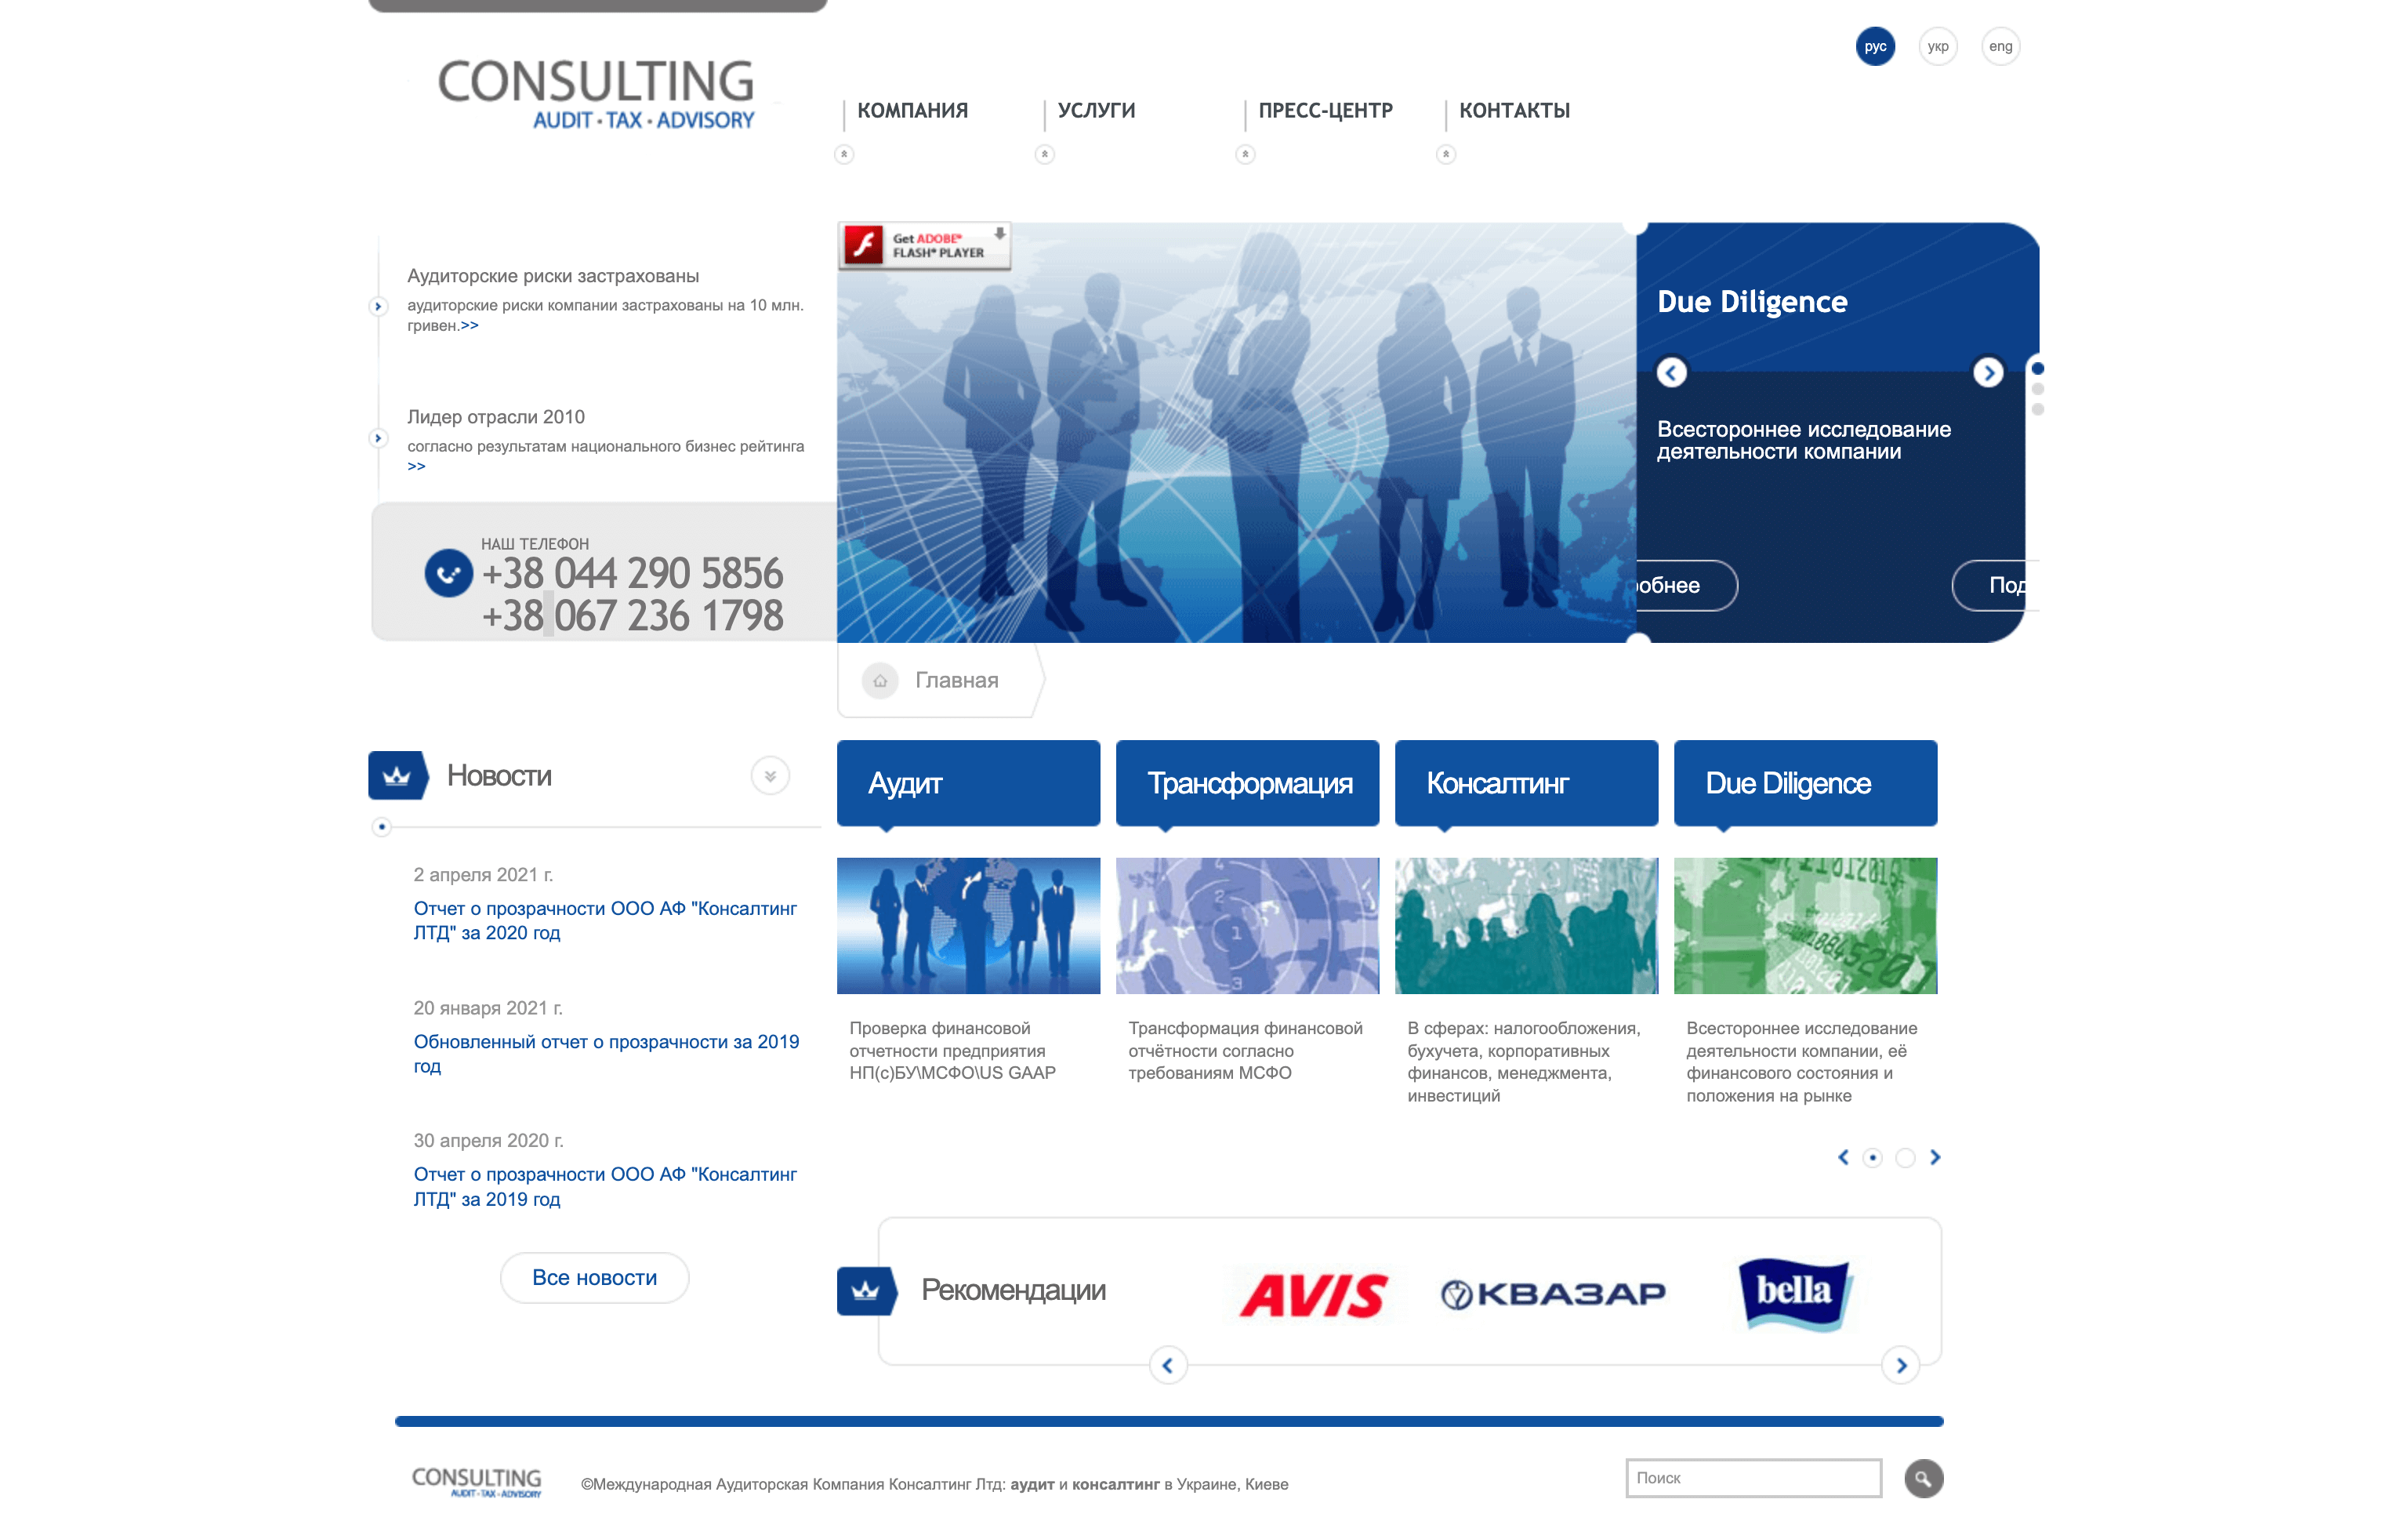 рус
укр
eng
CONSULTING
AUDIT • TAX • ADVISORY
КОМПАНИЯ
УСЛУГИ
ПРЕСС-ЦЕНТР
КОНТАКТЫ
Аудиторские риски застрахованы
аудиторские риски компании застрахованы на 10 млн.
гривен.>>
Лидер отрасли 2010
согласно результатам национального бизнес рейтинга
>>
НАШ ТЕЛЕФОН
+38 044 290 5856
+38 067 236 1798
Get ADOBE®
FLASH® PLAYER
Due Diligence
Всестороннее исследование
деятельности компании
обнее
Под
Главная
Новости
2 апреля 2021 г.
Отчет о прозрачности ООО АФ "Консалтинг
ЛТД" за 2020 год
20 января 2021 г.
Обновленный отчет о прозрачности за 2019
год
30 апреля 2020 г.
Отчет о прозрачности ООО АФ "Консалтинг
ЛТД" за 2019 год
Все новости
Аудит
Проверка финансовой
отчетности предприятия
НП(с)БУ\МСФО\US GAAP
Трансформация
Трансформация финансовой
отчётности согласно
требованиям МСФО
Консалтинг
В сферах: налогообложения,
бухучета, корпоративных
финансов, менеджмента,
инвестиций
Due Diligence
Всестороннее исследование
деятельности компании, её
финансового состояния и
положения на рынке
Рекомендации
AVIS
КВАЗАР
bella
CONSULTING
AUDIT • TAX • ADVISORY
©Международная Аудиторская Компания Консалтинг Лтд: аудит и консалтинг в Украине, Киеве
Поиск